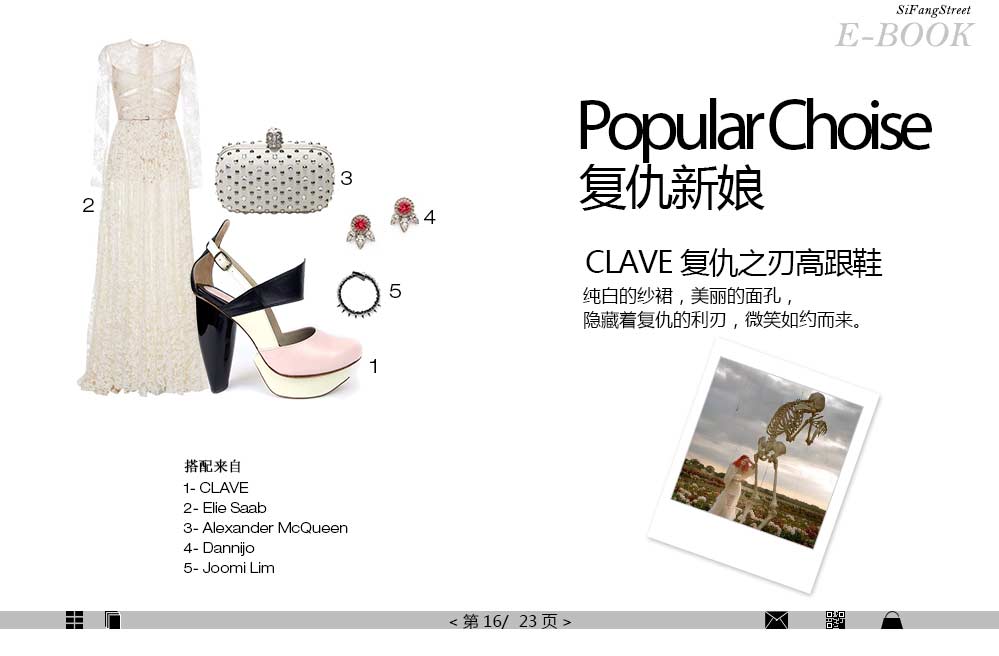 SiFangStreet
E-BOOK
Popular Choise
复仇新娘
CLAVE 复仇之刃高跟鞋
纯白的纱裙，美丽的面孔，
隐藏着复仇的利刃，微笑如约而来。
2
3
4
5
1
搭配来自
1- CLAVE
2- Elie Saab
3- Alexander McQueen
4- Dannijo
5- Joomi Lim
< 第 16/ 23 页 >